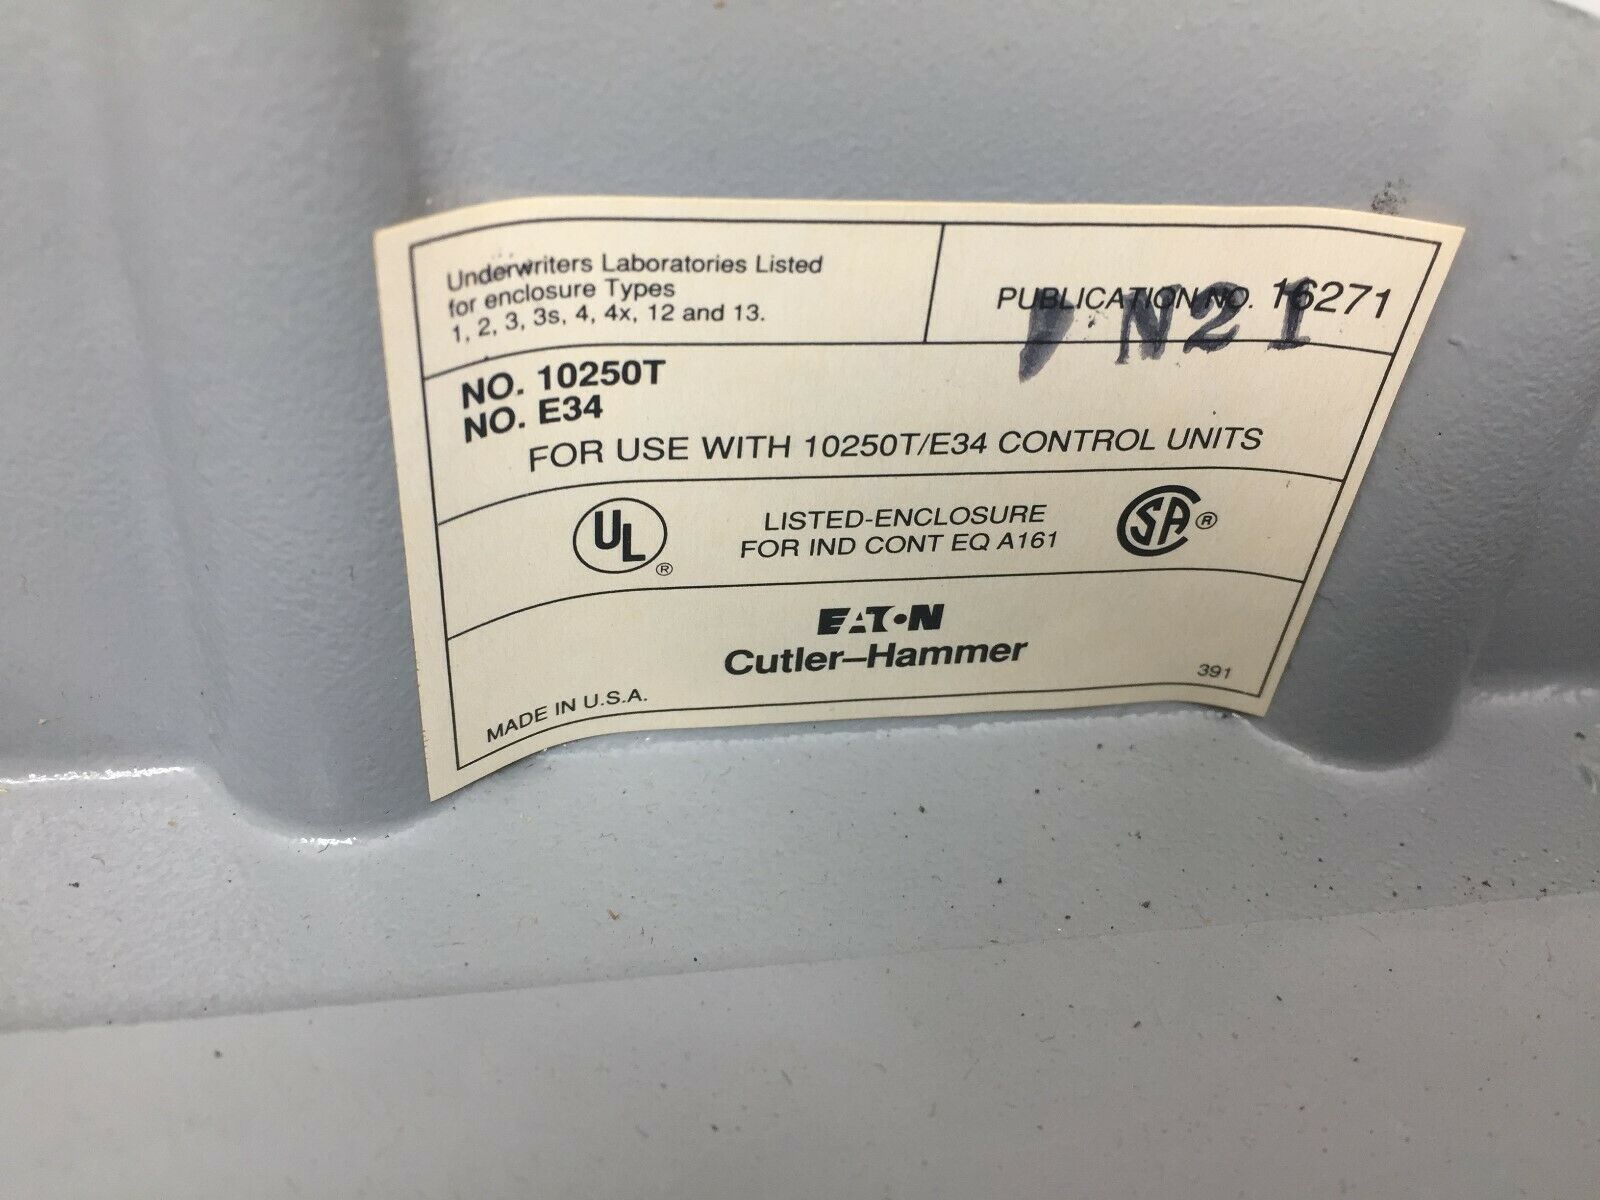 Underwriters Laboratories Listed
for enclosure Types
1, 2, 3, 3s, 4, 4x, 12 and 13.
PUBLICATION NO. 16271
N21
NO. 10250T
NO. E34
FOR USE WITH 10250T/E34 CONTROL UNITS
UL ®
LISTED-ENCLOSURE
FOR IND CONT EQ A161
SA ®
EATON
Cutler–Hammer
MADE IN U.S.A.
391